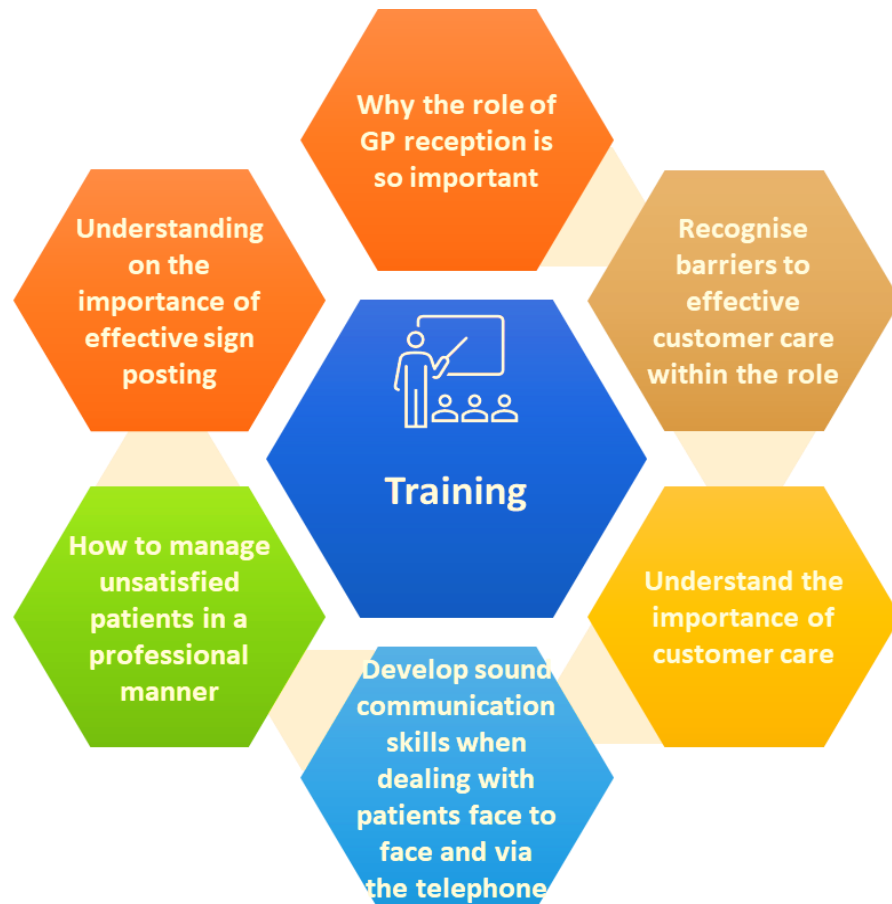 Why the role of
GP reception is
so important
Recognise
barriers to
effective
customer care
within the role
Understand the
importance of
customer care
Develop sound
communication
skills when
dealing with
patients face to
face and via
the telephone
How to manage
unsatisfied
patients in a
professional
manner
Understanding
on the
importance of
effective sign
posting
Training